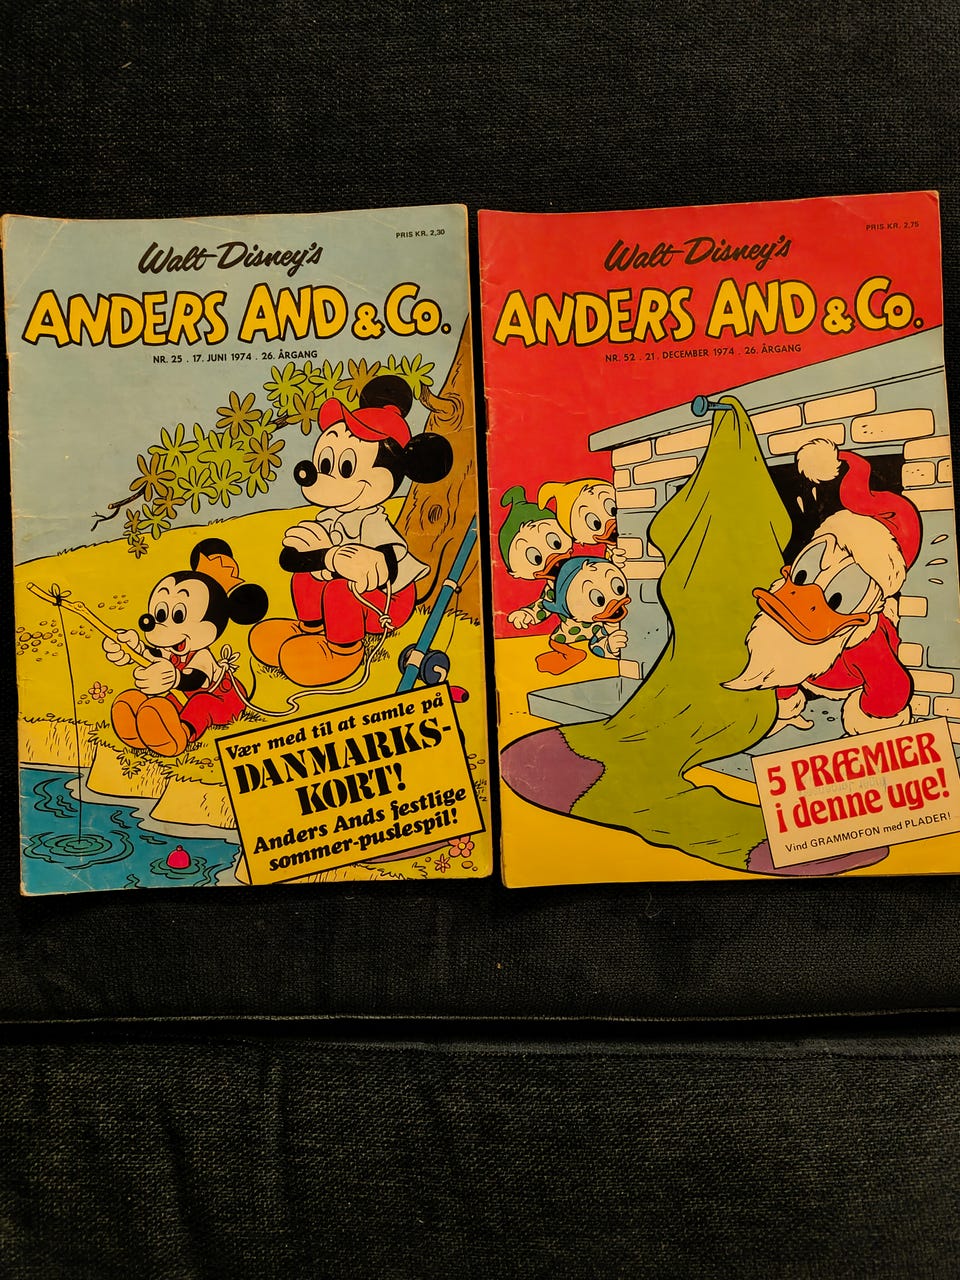 PRIS KR. 2,30
Walt Disney's
ANDERS AND & Co.
NR. 25 . 17. JUNI 1974 . 26. ÅRGANG
Vær med til at samle på
DANMARKS-
KORT!
Anders Ands festlige
sommer-puslespil!
PRIS KR. 2,75
Walt Disney's
ANDERS AND & Co.
NR. 52 . 21. DECEMBER 1974 . 26. ÅRGANG
5 PRÆMIER
i denne uge!
Vind GRAMMOFON med PLADER!